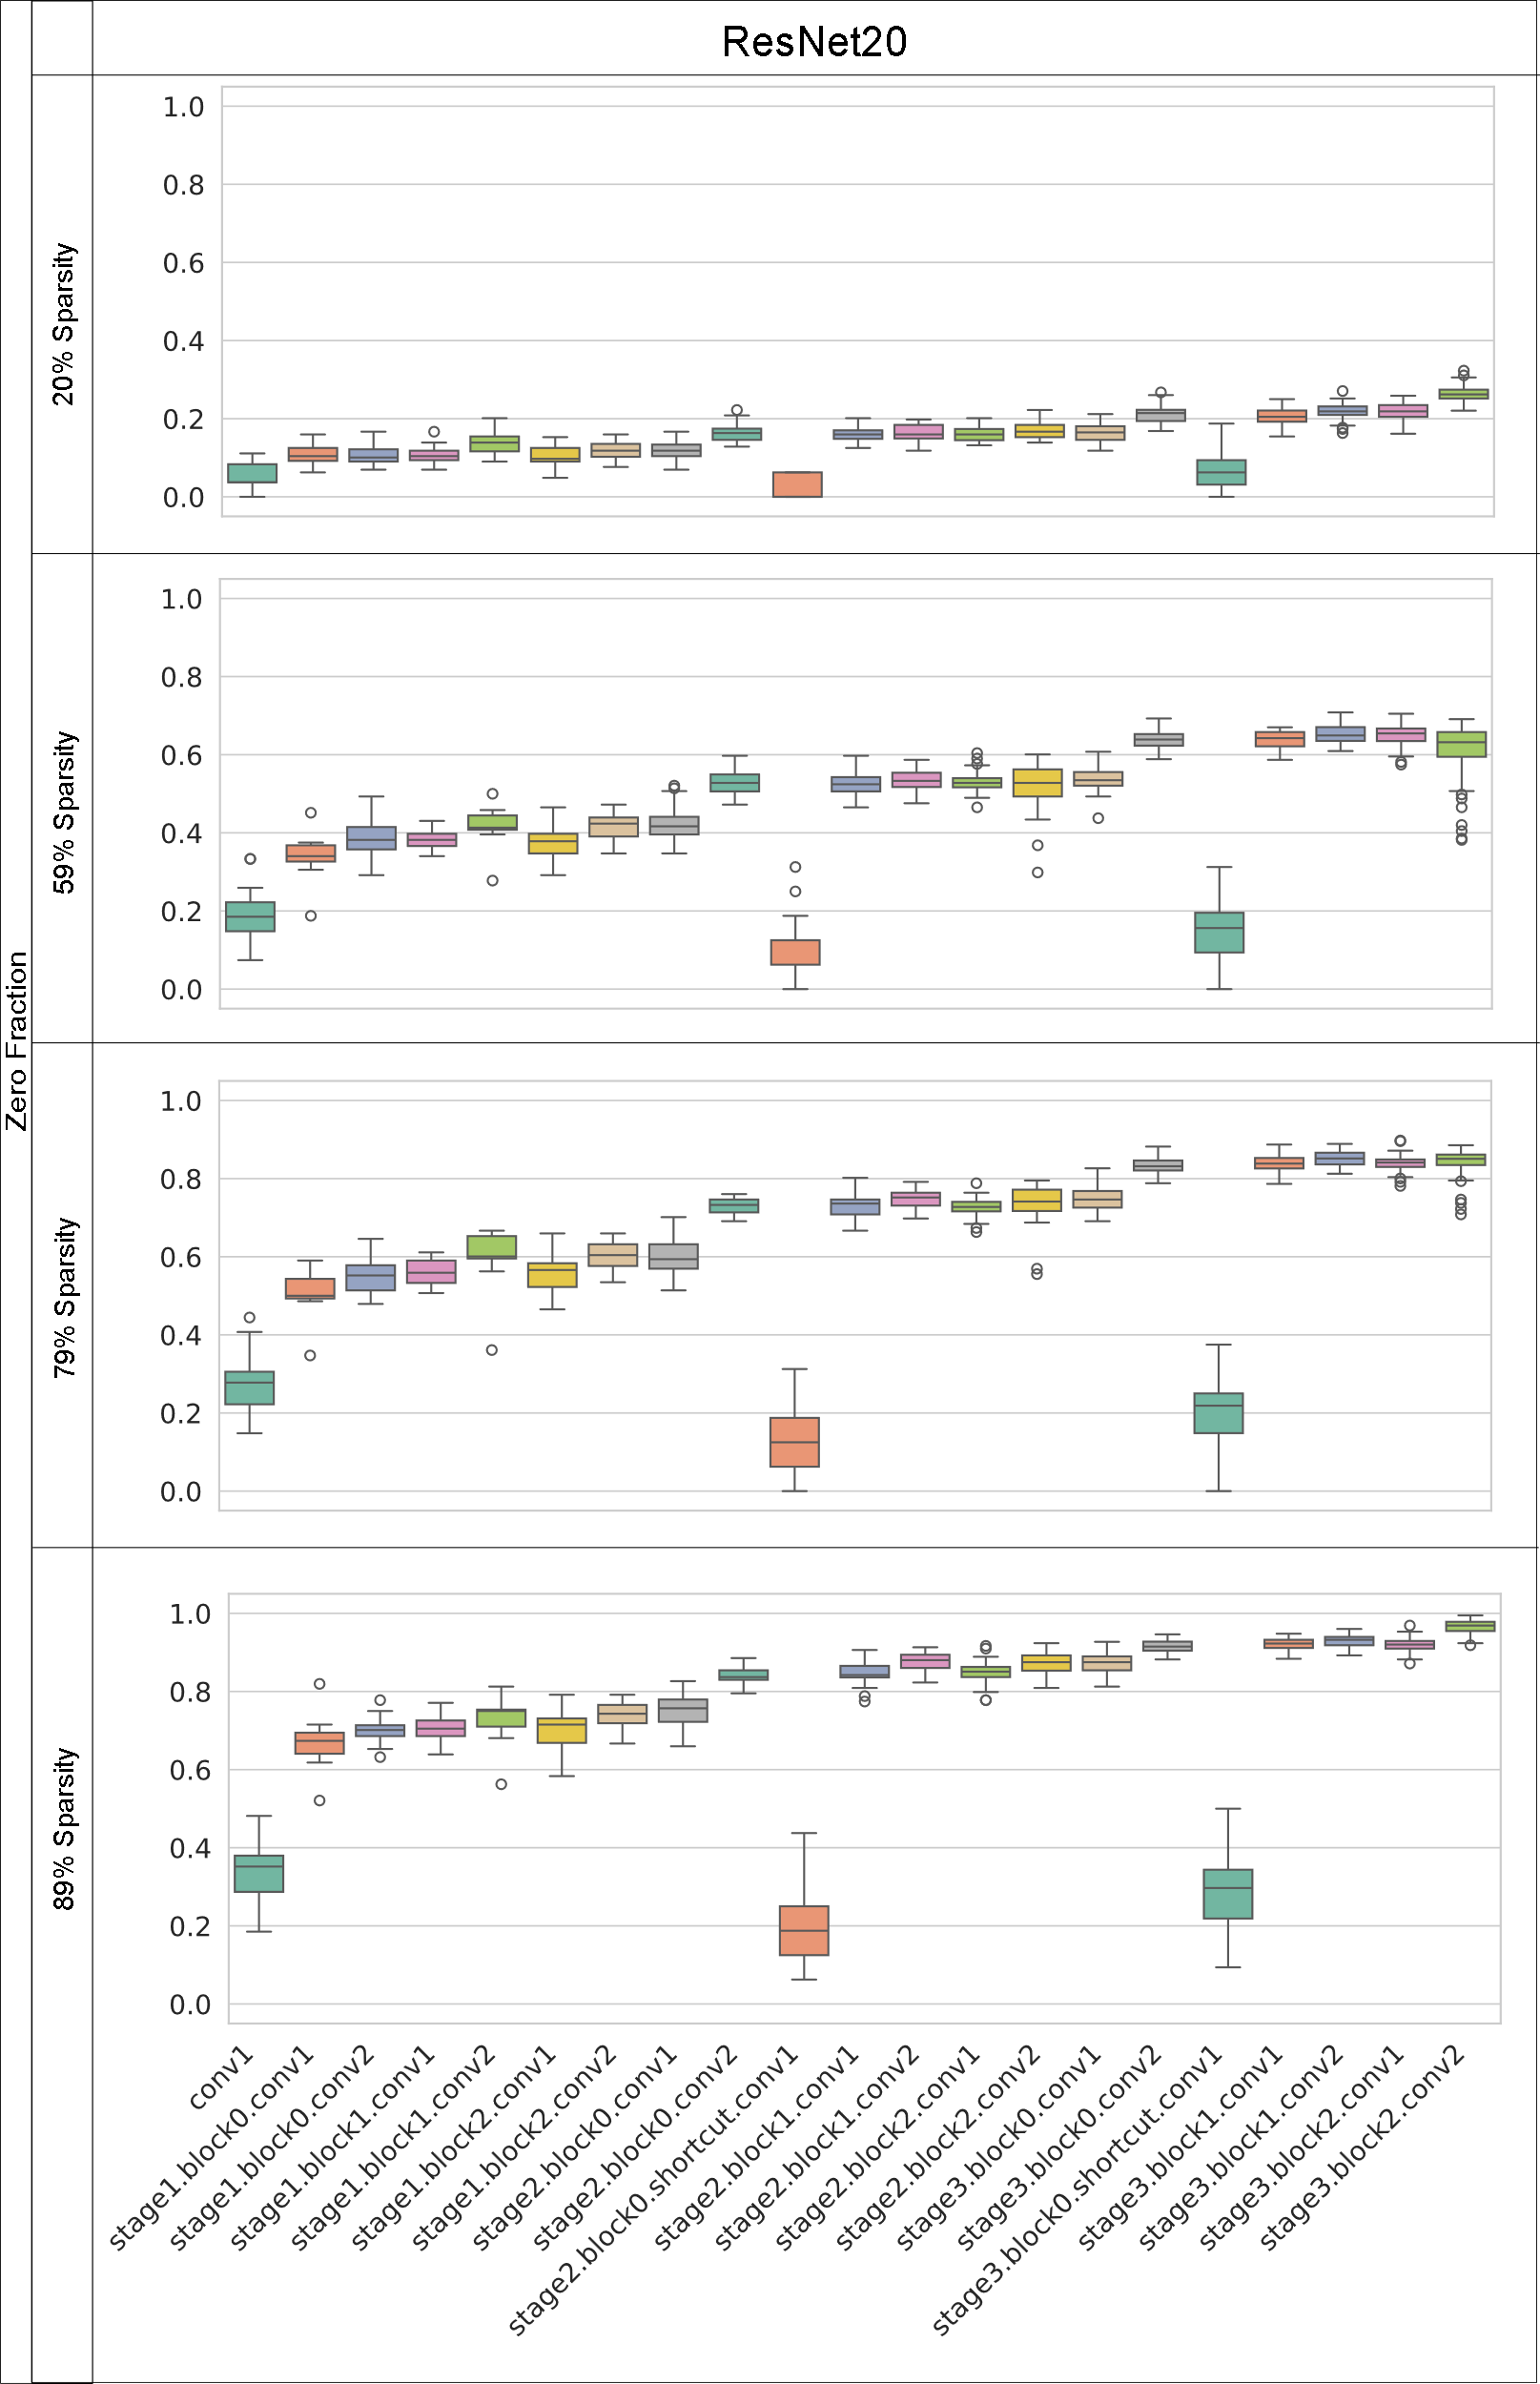 ResNet20
Zero Fraction
20% Sparsity
1.0
0.8
0.6
0.4
0.2
0.0
59% Sparsity
1.0
0.8
0.6
0.4
0.2
0.0
79% Sparsity
1.0
0.8
0.6
0.4
0.2
0.0
89% Sparsity
1.0
0.8
0.6
0.4
0.2
0.0
conv1
stage1.block0.conv1
stage1.block0.conv2
stage1.block1.conv1
stage1.block1.conv2
stage1.block2.conv1
stage1.block2.conv2
stage2.block0.conv1
stage2.block0.conv2
stage2.block0.shortcut.conv1
stage2.block1.conv1
stage2.block1.conv2
stage2.block2.conv1
stage2.block2.conv2
stage3.block0.conv1
stage3.block0.conv2
stage3.block0.shortcut.conv1
stage3.block1.conv1
stage3.block1.conv2
stage3.block2.conv1
stage3.block2.conv2